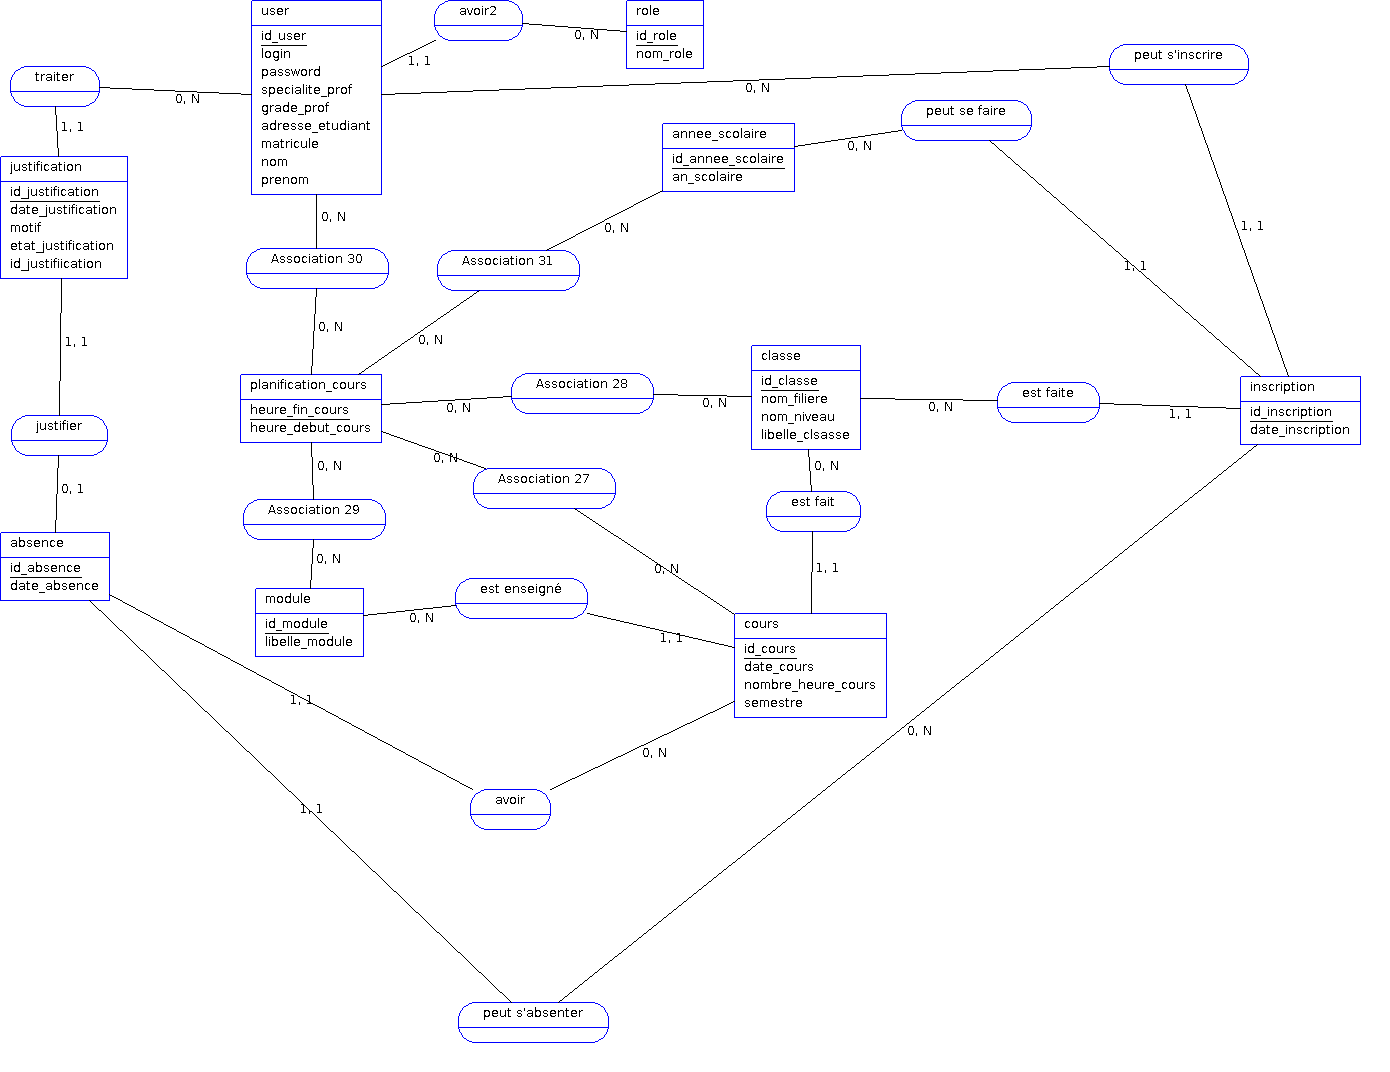 user
id_user
login
password
specialite_prof
grade_prof
adresse_etudiant
matricule
nom
prenom
avoir2
role
id_role
nom_role
0, N
1, 1
traiter
0, N
1, 1
peut s'inscrire
0, N
1, 1
peut se faire
0, N
1, 1
annee_scolaire
id_annee_scolaire
an_scolaire
justification
id_justification
date_justification
motif
etat_justification
id_justifiication
0, N
Association 30
0, N
Association 31
0, N
0, N
1, 1
justifier
0, 1
planification_cours
heure_fin_cours
heure_debut_cours
Association 28
0, N
0, N
classe
id_classe
nom_filiere
nom_niveau
libelle_clsasse
est faite
0, N
1, 1
inscription
id_inscription
date_inscription
0, N
Association 27
0, N
0, N
Association 29
0, N
0, N
est fait
1, 1
absence
id_absence
date_absence
module
id_module
libelle_module
est enseigné
0, N
1, 1
cours
id_cours
date_cours
nombre_heure_cours
semestre
1, 1
avoir
0, N
1, 1
0, N
peut s'absenter